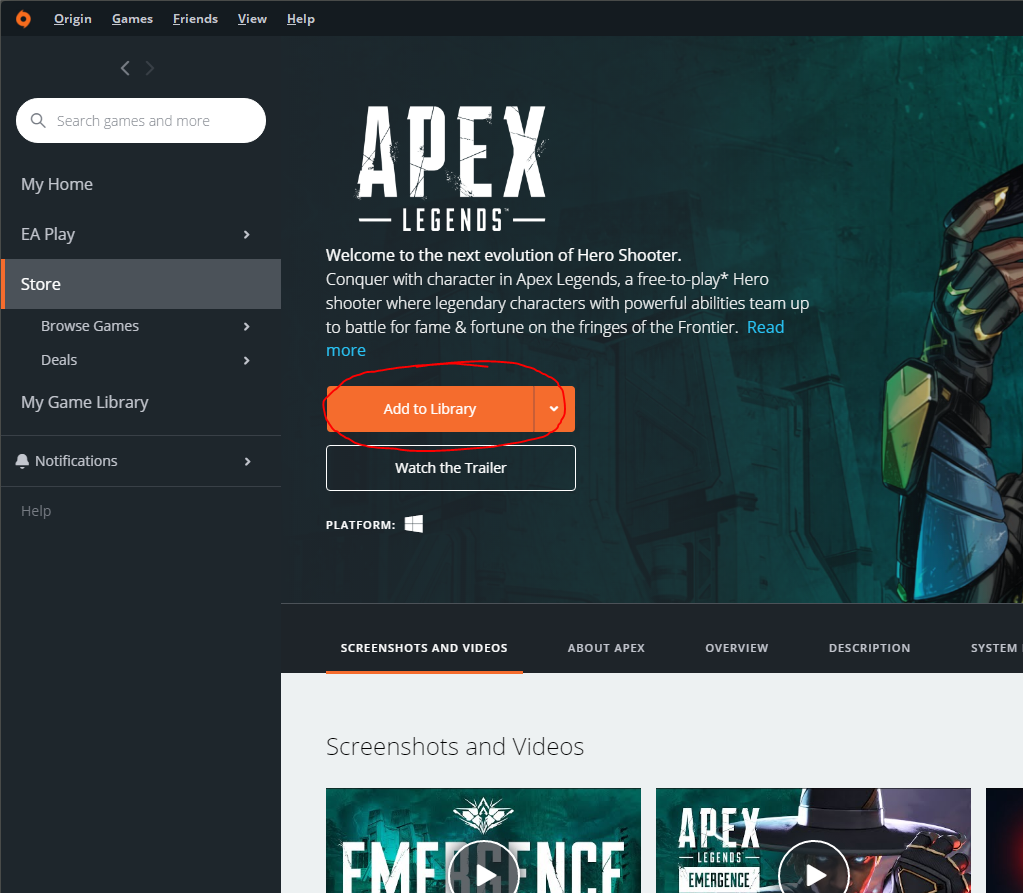 Origin Games Friends View Help
Search games and more
My Home
EA Play
Store
Browse Games
Deals
My Game Library
Notifications
Help
APEX
LEGENDS™
Welcome to the next evolution of Hero Shooter.
Conquer with character in Apex Legends, a free-to-play* Hero
shooter where legendary characters with powerful abilities team up
to battle for fame & fortune on the fringes of the Frontier. Read
more
Add to Library
Watch the Trailer
PLATFORM:
SCREENSHOTS AND VIDEOS ABOUT APEX OVERVIEW DESCRIPTION SYSTEM
Screenshots and Videos
EMERGENCE
APEX
LEGENDS
EMERGENCE